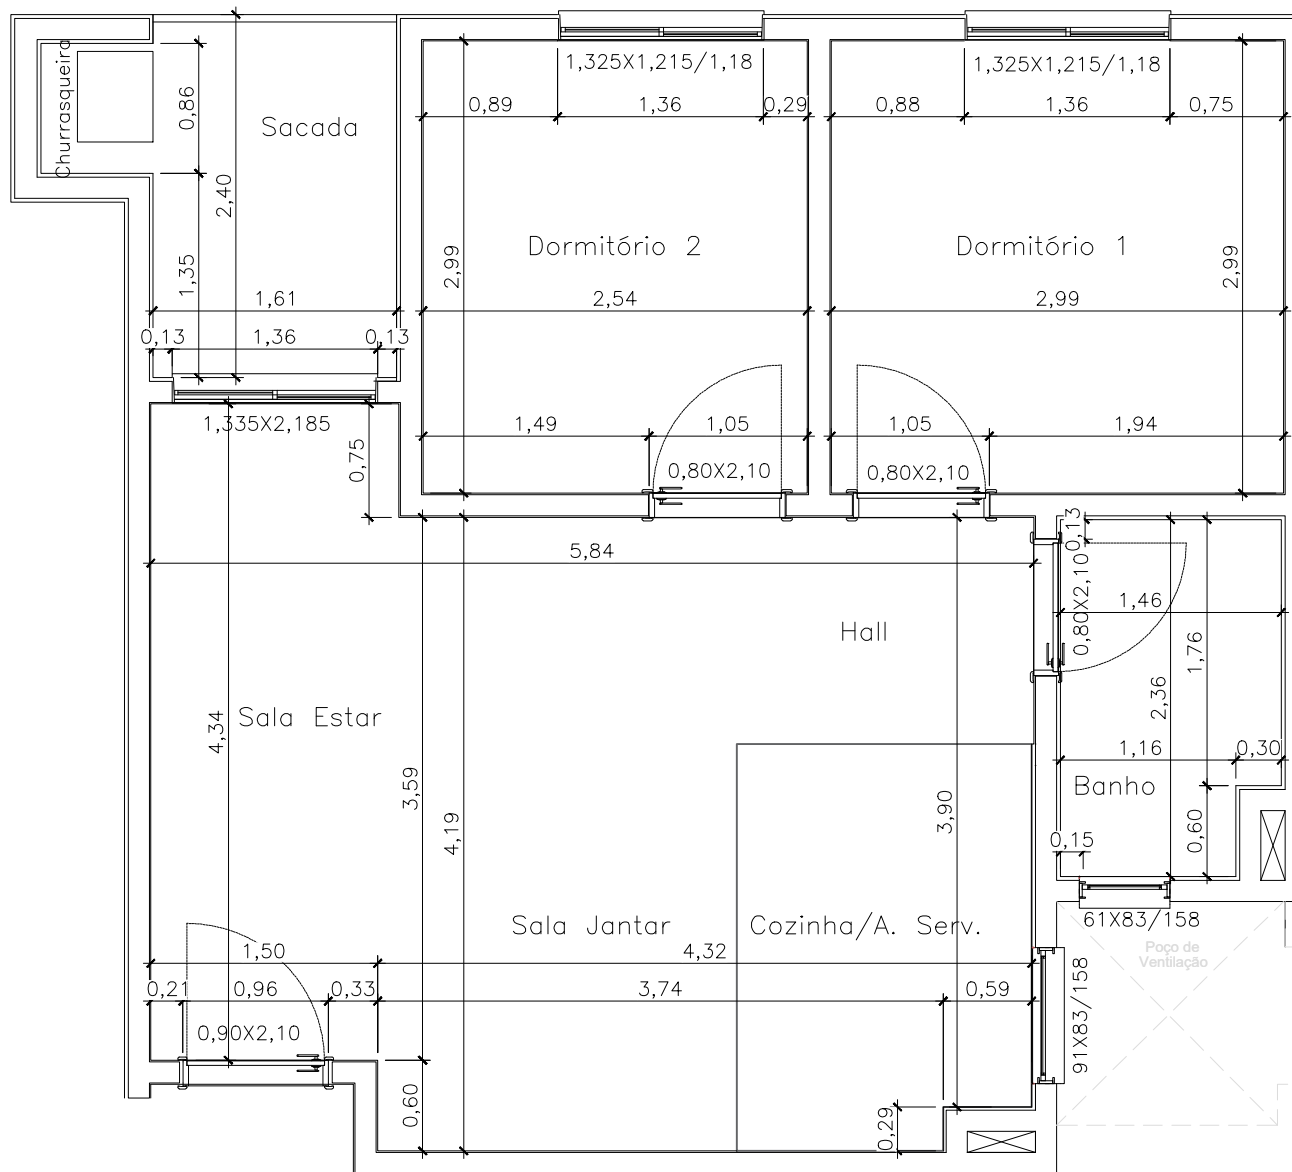 Churrasqueira
0,86
Sacada
2,40
1,35
1,61
0,13
1,36
0,13
1,335X2,185
0,75
1,325X1,215/1,18
0,89
1,36
0,29
Dormitório 2
2,99
2,54
1,49
1,05
0,80X2,10
1,325X1,215/1,18
0,88
1,36
0,75
Dormitório 1
2,99
2,99
1,05
1,94
0,80X2,10
5,84
Hall
0,13
0,80X2,10
1,46
1,76
2,36
1,16
0,30
Banho
0,15
0,60
61X83/158
Sala Estar
4,34
3,59
4,19
3,90
Sala Jantar
Cozinha/A. Serv.
1,50
4,32
0,21
0,96
0,33
3,74
0,59
0,90X2,10
0,60
0,29
91X83/158
Poço de
Ventilação